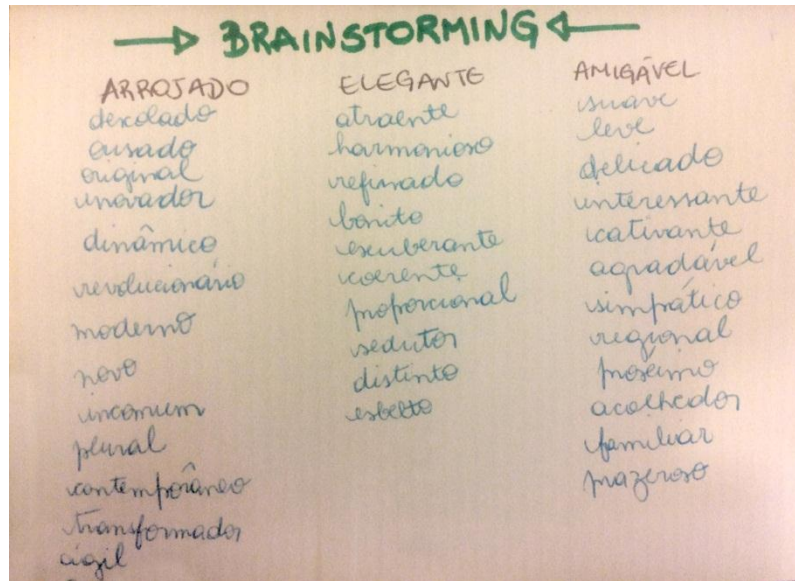 BRAINSTORMING
ARROJADO
descolado
ousado
original
inovador
dinâmico
revolucionário
moderno
novo
incomum
plural
contemporâneo
transformador
ágil
ELEGANTE
atraente
harmonioso
refinado
bonito
exuberante
coerente
proporcional
sedutor
distinto
esbelto
AMIGÁVEL
suave
leve
delicado
interessante
cativante
agradável
simpático
regional
próximo
acolhedor
familiar
prazeroso